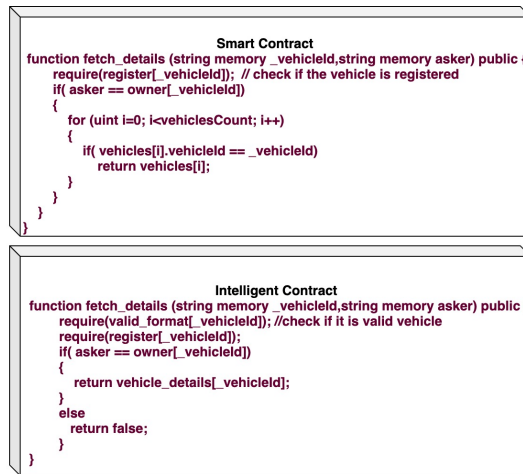 Smart Contract
function fetch_details (string memory _vehicleId,string memory asker) public {
require(register[_vehicleId]); // check if the vehicle is registered
if( asker == owner[_vehicleId])
{
for (uint i=0; i<vehiclesCount; i++)
{
if( vehicles[i].vehicleId == _vehicleId)
return vehicles[i];
}
}
}
}
Intelligent Contract
function fetch_details (string memory _vehicleId,string memory asker) public
require(valid_format[_vehicleId]); //check if it is valid vehicle
require(register[_vehicleId]);
if( asker == owner[_vehicleId])
{
return vehicle_details[_vehicleId];
}
else
return false;
}
}